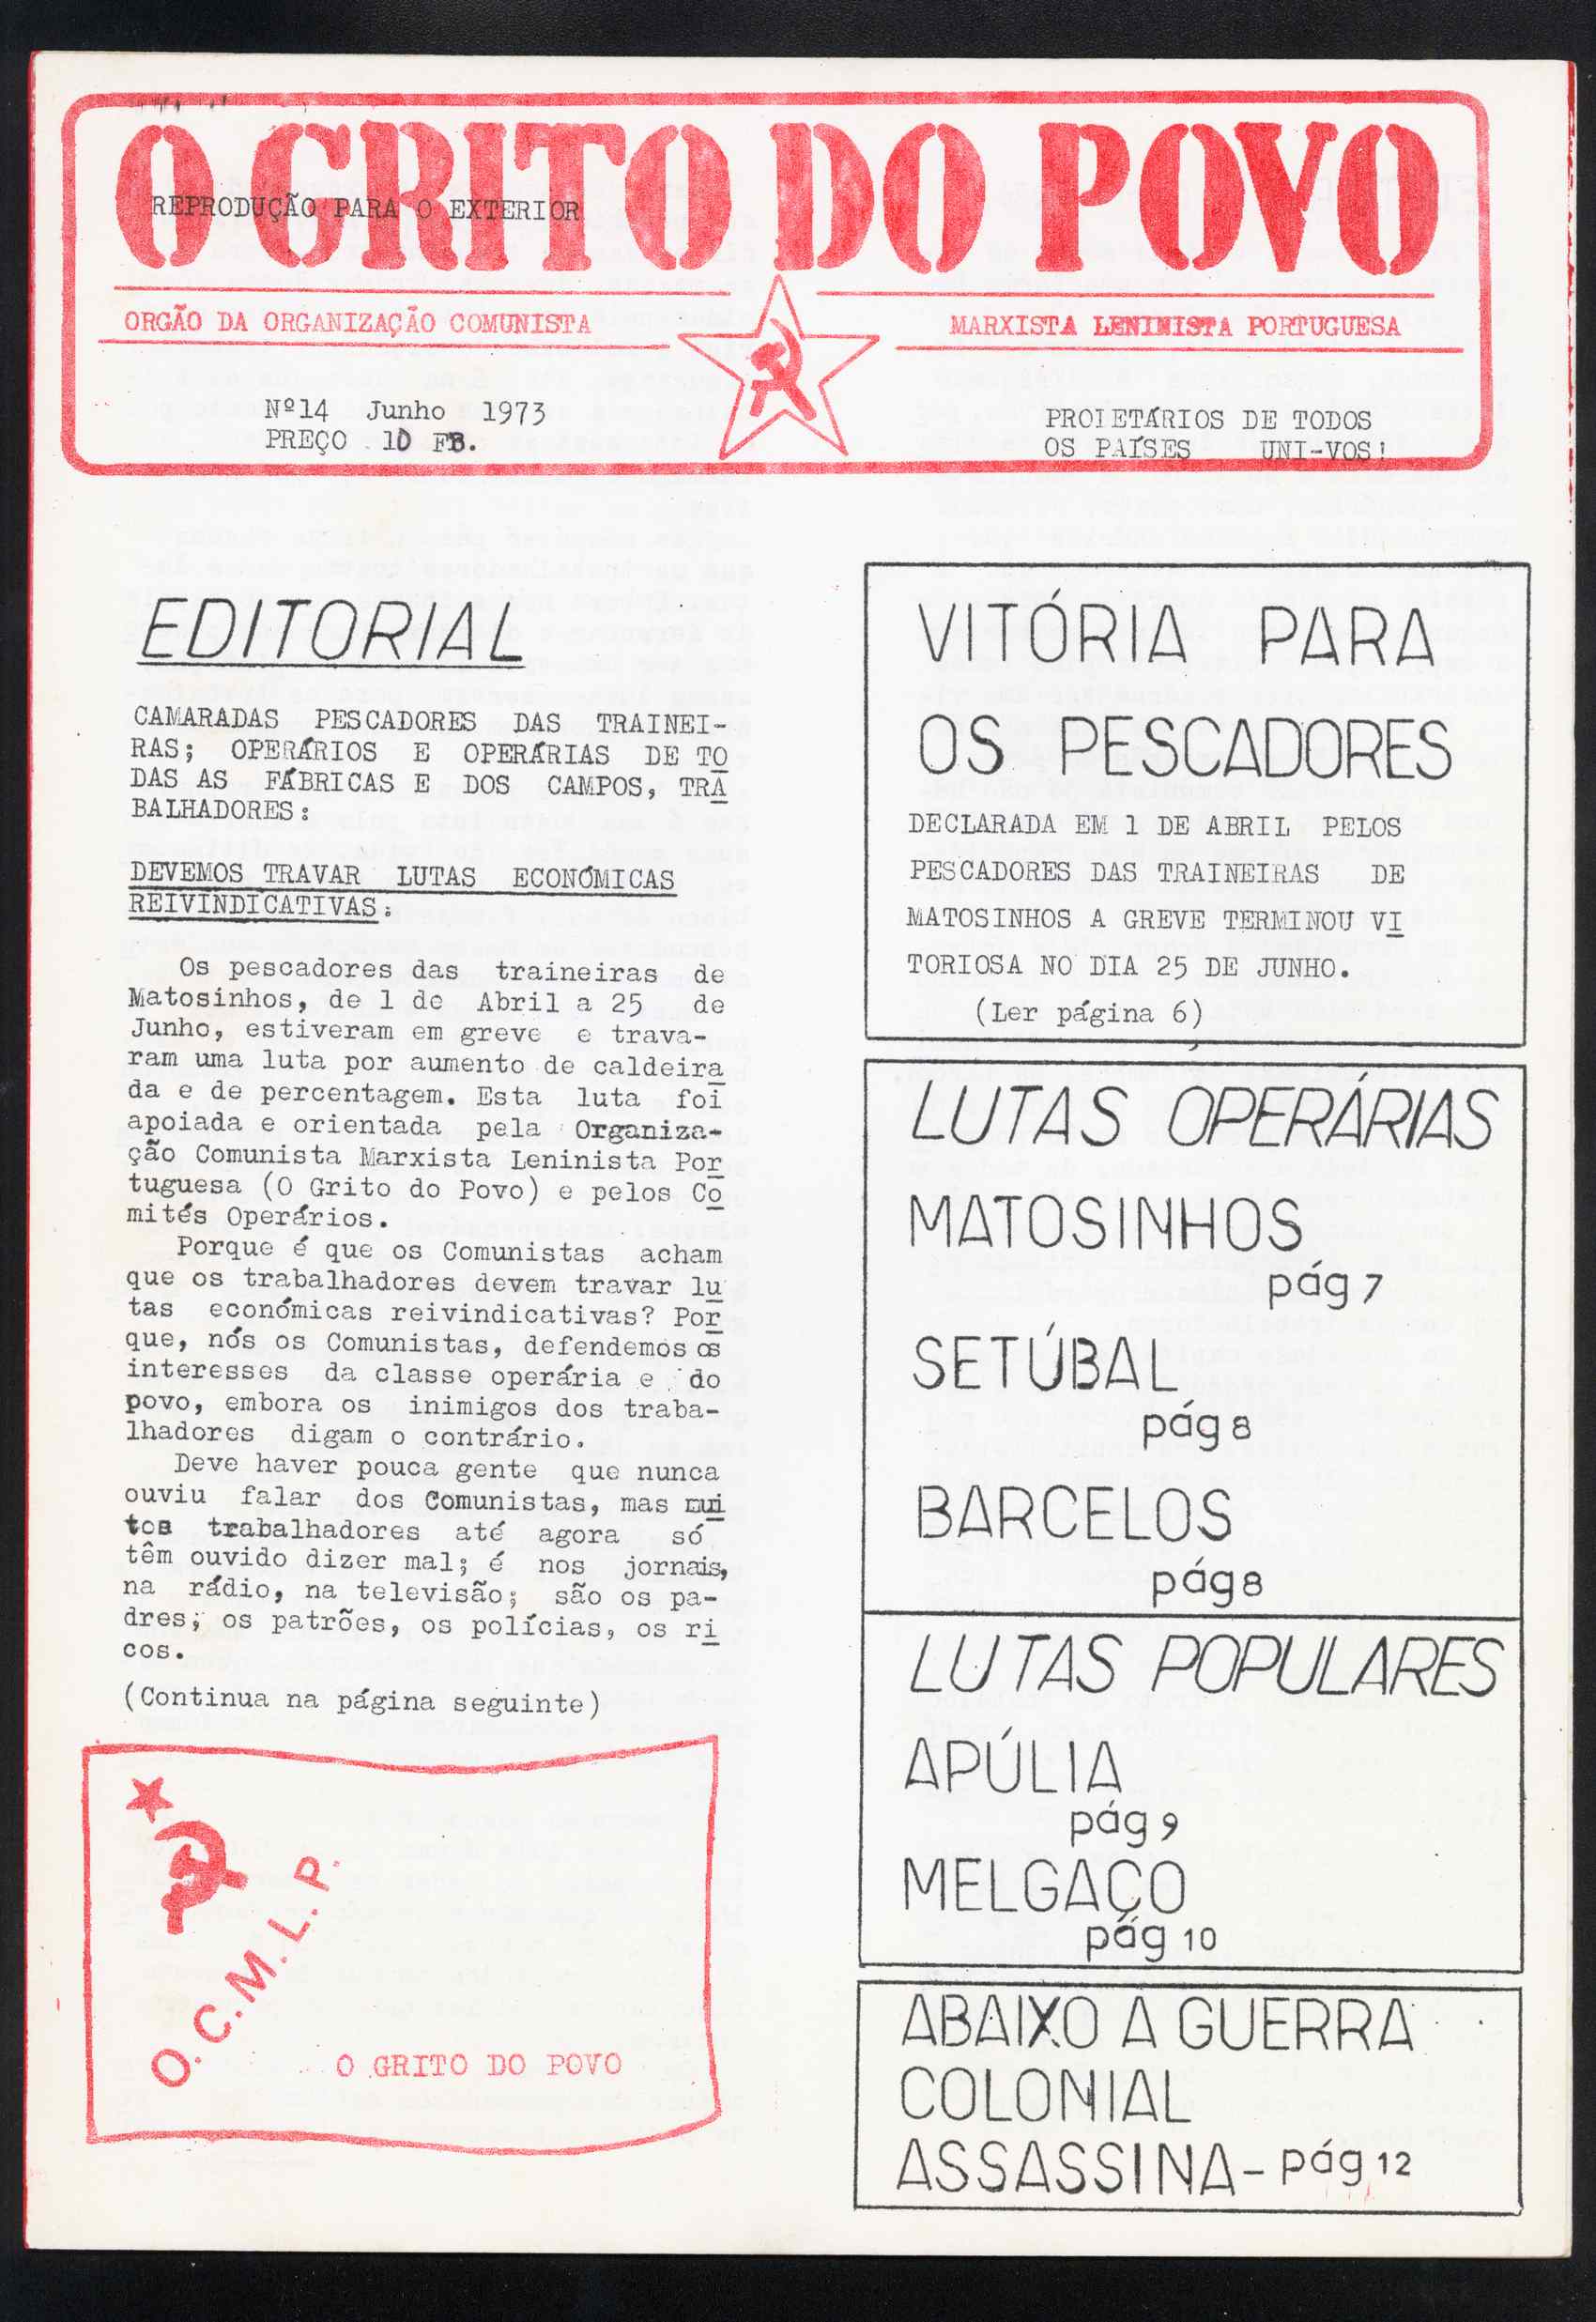 O GRITO DO POVO
REPRODUÇÃO PARA O EXTERIOR
ORGÃO DA ORGANIZAÇÃO COMUNISTA
MARXISTA LENINISTA PORTUGUESA
Nº14 Junho 1973
PREÇO 10 FB.
PROLETÁRIOS DE TODOS
OS PAÍSES UNI-VOS!
EDITORIAL
CAMARADAS PESCADORES DAS TRAINEI-
RAS; OPERÁRIOS E OPERÁRIAS DE TO
DAS AS FÁBRICAS E DOS CAMPOS, TRA
BALHADORES:
DEVEMOS TRAVAR LUTAS ECONÓMICAS
REIVINDICATIVAS:
Os pescadores das traineiras de
Matosinhos, de 1 de Abril a 25 de
Junho, estiveram em greve e trava-
ram uma luta por aumento de caldeira
da e de percentagem. Esta luta foi
apoiada e orientada pela Organiza-
ção Comunista Marxista Leninista Por
tuguesa (O Grito do Povo) e pelos Co
mités Operários.
Porque é que os Comunistas acham
que os trabalhadores devem travar lu
tas económicas reivindicativas? Por
que, nós os Comunistas, defendemos os
interesses da classe operária e do
povo, embora os inimigos dos traba-
lhadores digam o contrário.
Deve haver pouca gente que nunca
ouviu falar dos Comunistas, mas mui
tos trabalhadores até agora só
têm ouvido dizer mal; é nos jornais,
na rádio, na televisão; são os pa-
dres; os patrões, os polícias, os ri
cos.
(Continua na página seguinte)
O.C.M.L.P.
O GRITO DO POVO
VITÓRIA PARA
OS PESCADORES
DECLARADA EM 1 DE ABRIL PELOS
PESCADORES DAS TRAINEIRAS DE
MATOSINHOS A GREVE TERMINOU VI
TORIOSA NO DIA 25 DE JUNHO.
(Ler página 6)
LUTAS OPERÁRIAS
MATOSINHOS
pág 7
SETÚBAL
pág 8
BARCELOS
pág 8
LUTAS POPULARES
APÚLIA
pág 9
MELGAÇO
pág 10
ABAIXO A GUERRA
COLONIAL
ASSASSINA - pág 12